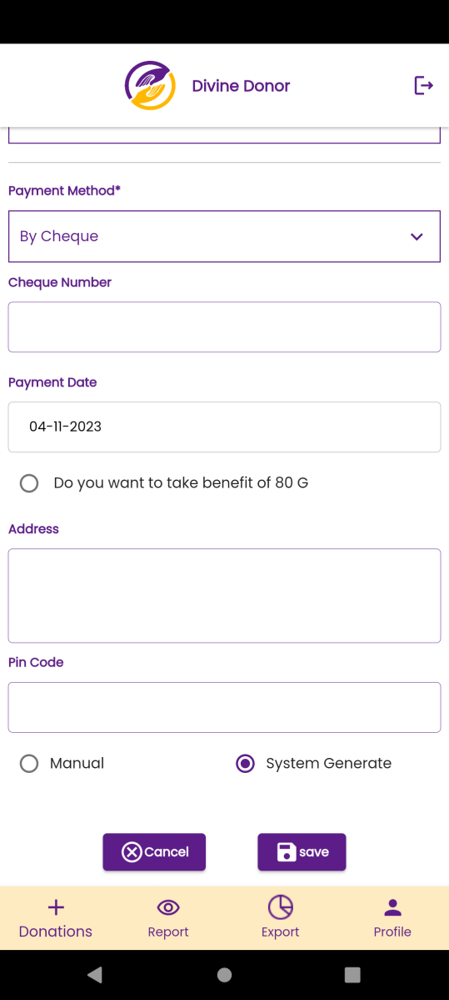 Divine Donor
Payment Method*
By Cheque
Cheque Number
Payment Date
04-11-2023
Do you want to take benefit of 80 G
Address
Pin Code
Manual
System Generate
Cancel
save
Donations
Report
Export
Profile